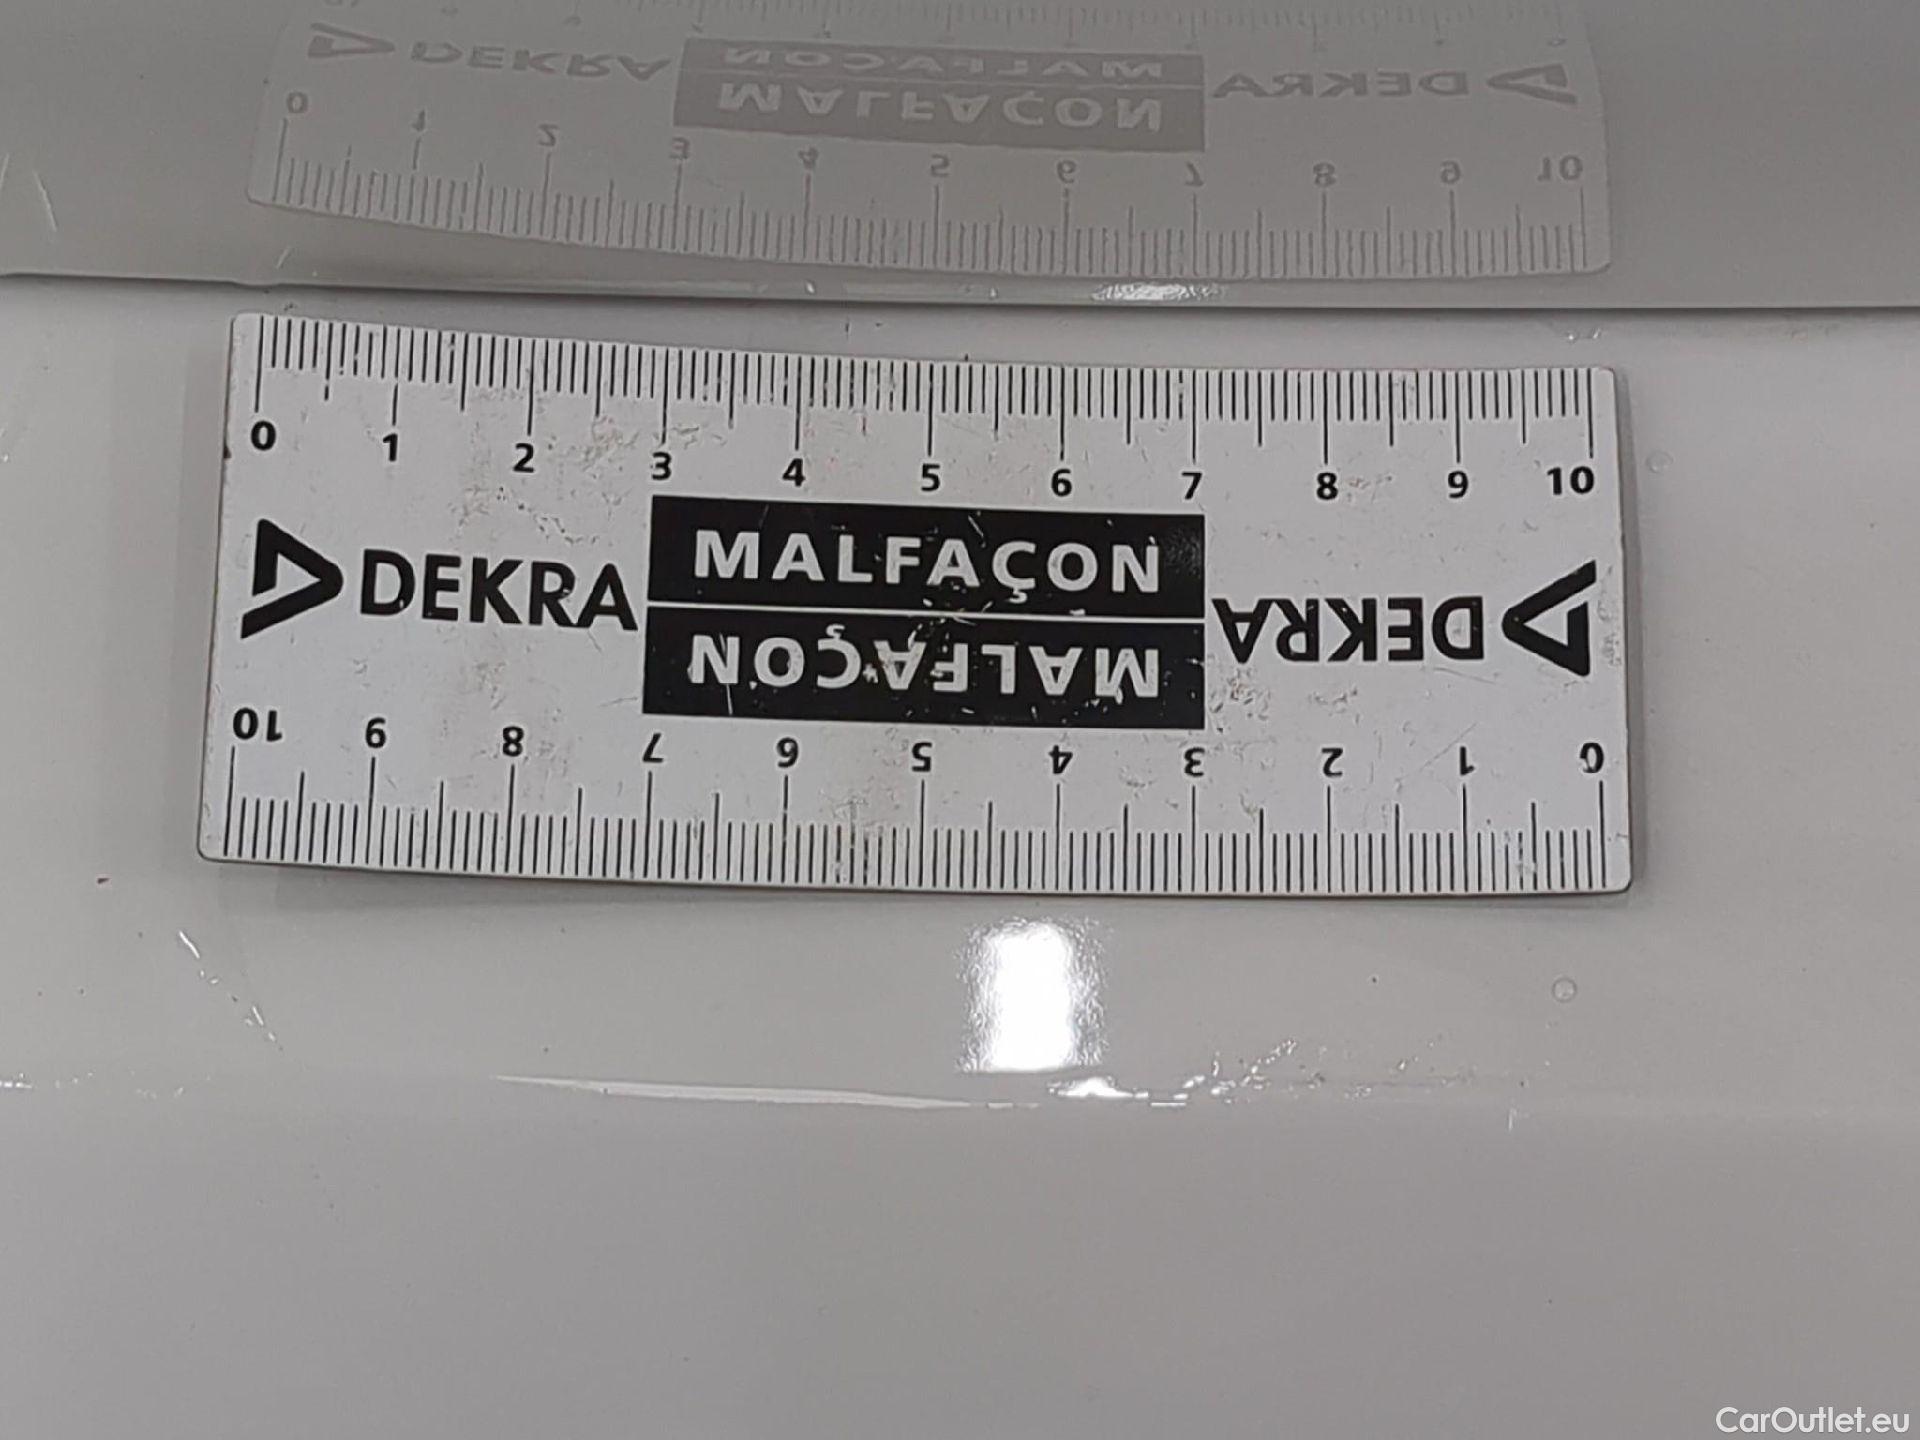 0 1 2 3 4 5 6 7 8 9 10
DEKRA MALFAÇON DEKRA
MALFAÇON
10 9 8 7 6 5 4 3 2 1 0
CarOutlet.eu